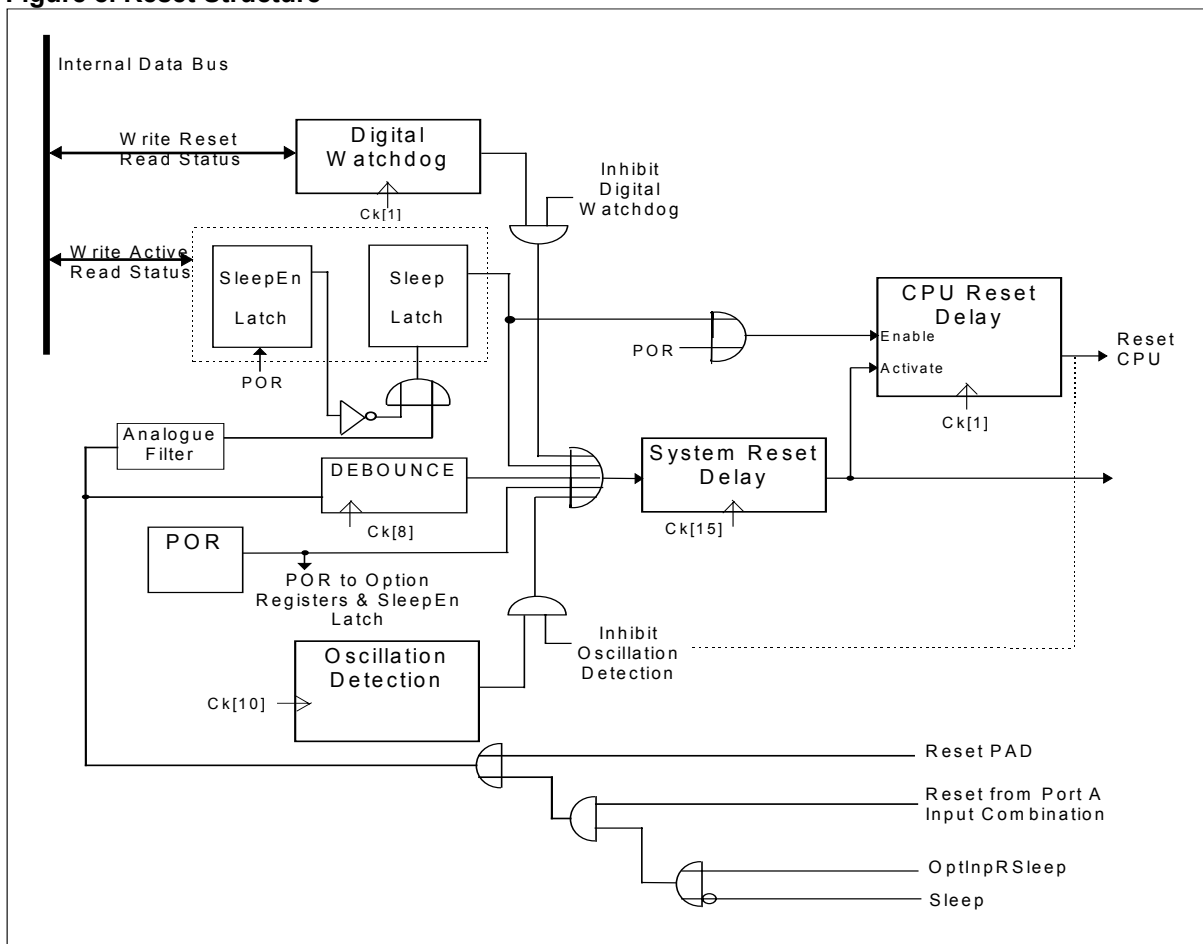 Figure 8. Reset Structure
Internal Data Bus
Write Reset
Read Status
Digital
Watchdog
Ck[1]
Inhibit
Digital
Watchdog
Write Active
Read Status
SleepEn
Latch
POR
Sleep
Latch
POR
CPU Reset
Delay
Enable
Activate
Ck[1]
Reset
CPU
Analogue
Filter
DEBOUNCE
Ck[8]
System Reset
Delay
Ck[15]
POR
POR to Option
Registers & SleepEn
Latch
Inhibit
Oscillation
Detection
Oscillation
Detection
Ck[10]
Reset PAD
Reset from Port A
Input Combination
OptInpRSleep
Sleep